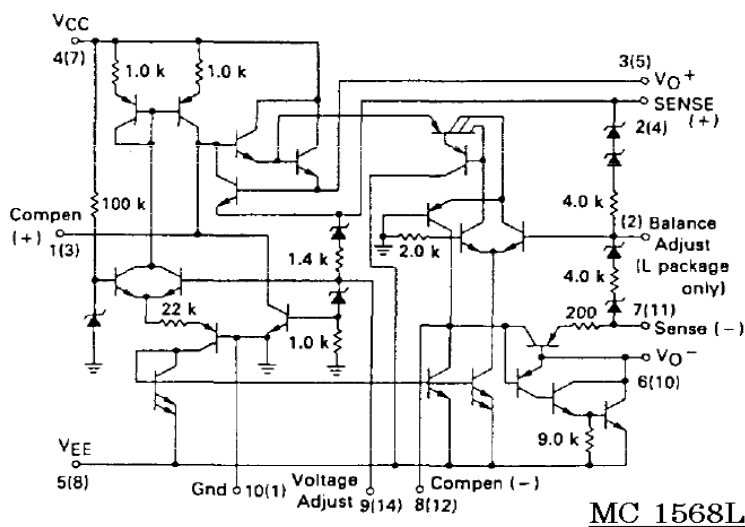 VCC
4(7)
1.0 k
1.0 k
3(5)
VO+
SENSE
(+)
2(4)
100 k
4.0 k
Compen
(+)
1(3)
2.0 k
(2) Balance
Adjust
(L package
only)
1.4 k
4.0 k
22 k
200
7(11)
Sense (-)
1.0 k
VO-
6(10)
9.0 k
VEE
5(8)
Gnd 10(1)
Voltage
Adjust 9(14)
8(12)
Compen (-)
MC 1568L